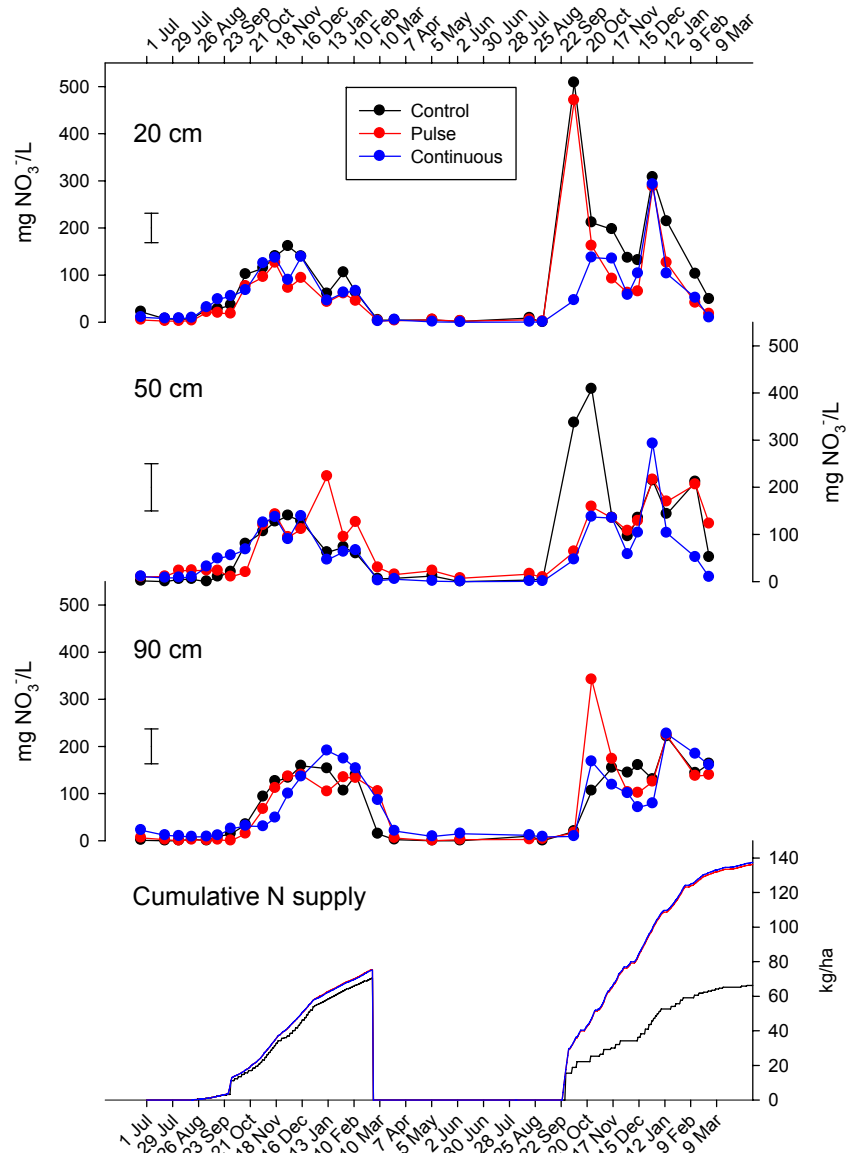 1 Jul 29 Jul 26 Aug 23 Sep 21 Oct 18 Nov 16 Dec 13 Jan 10 Feb 10 Mar 7 Apr 5 May 2 Jun 30 Jun 28 Jul 25 Aug 22 Sep 20 Oct 17 Nov 15 Dec 12 Jan 9 Feb 9 Mar
20 cm
mg NO₃⁻/L
500
400
300
200
100
0
Control
Pulse
Continuous
50 cm
mg NO₃⁻/L
500
400
300
200
100
0
90 cm
mg NO₃⁻/L
500
400
300
200
100
0
Cumulative N supply
kg/ha
140
120
100
80
60
40
20
0
1 Jul 29 Jul 26 Aug 23 Sep 21 Oct 18 Nov 16 Dec 13 Jan 10 Feb 10 Mar 7 Apr 5 May 2 Jun 30 Jun 28 Jul 25 Aug 22 Sep 20 Oct 17 Nov 15 Dec 12 Jan 9 Feb 9 Mar